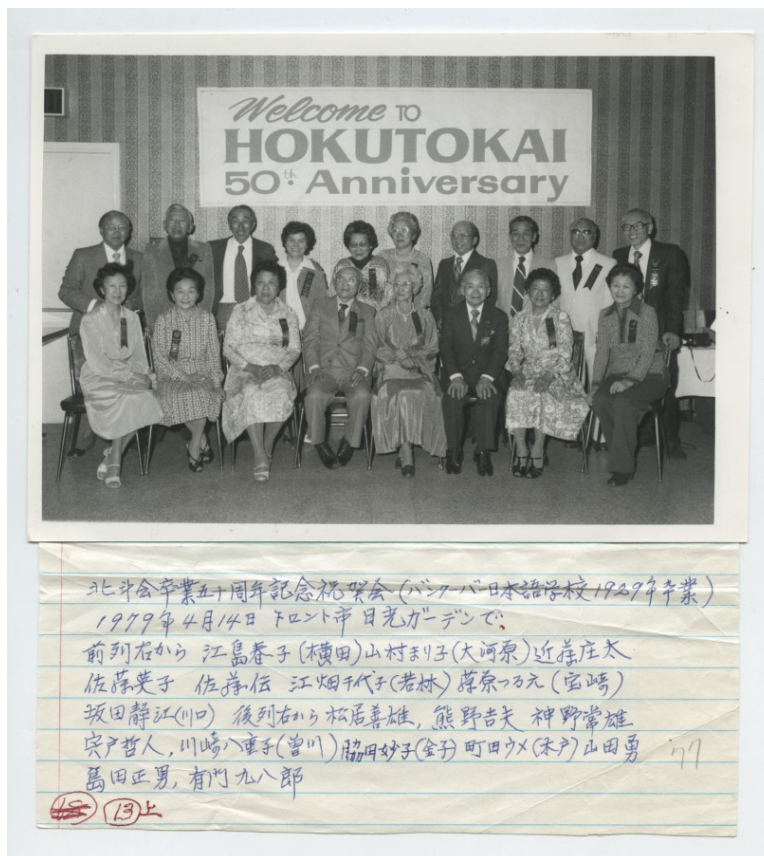 Welcome TO
HOKUTOKAI
50th Anniversary
北斗会卒業五十周年記念祝賀会(バンクーバー日本語学校1929年卒業)
1979年4月14日 トロント市 日光ガーデンで、
前列右から 江島春子(横田)山村まり子(大河原)近藤庄太
佐藤英子 佐藤伝 江畑千代子(若林) 藤原つる元(宝崎)
坂田静江(川口) 後列右から 松居善雄, 熊野吉夫 神野常雄
宍戸哲人, 川崎八重子(曽川) 脇田妙子(金子) 町田ウメ(木戸) 山田勇
島田正男, 有門九八郎
'77
13上